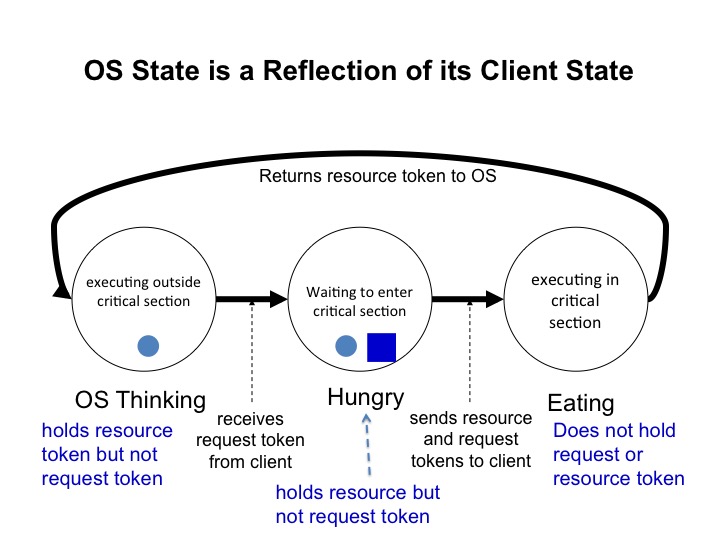 OS State is a Reflection of its Client State
Returns resource token to OS
executing outside
critical section
Waiting to enter
critical section
executing in
critical
section
OS Thinking
Hungry
Eating
holds resource
token but not
request token
receives
request token
from client
sends resource
and request
tokens to client
Does not hold
request or
resource token
holds resource but
not request token